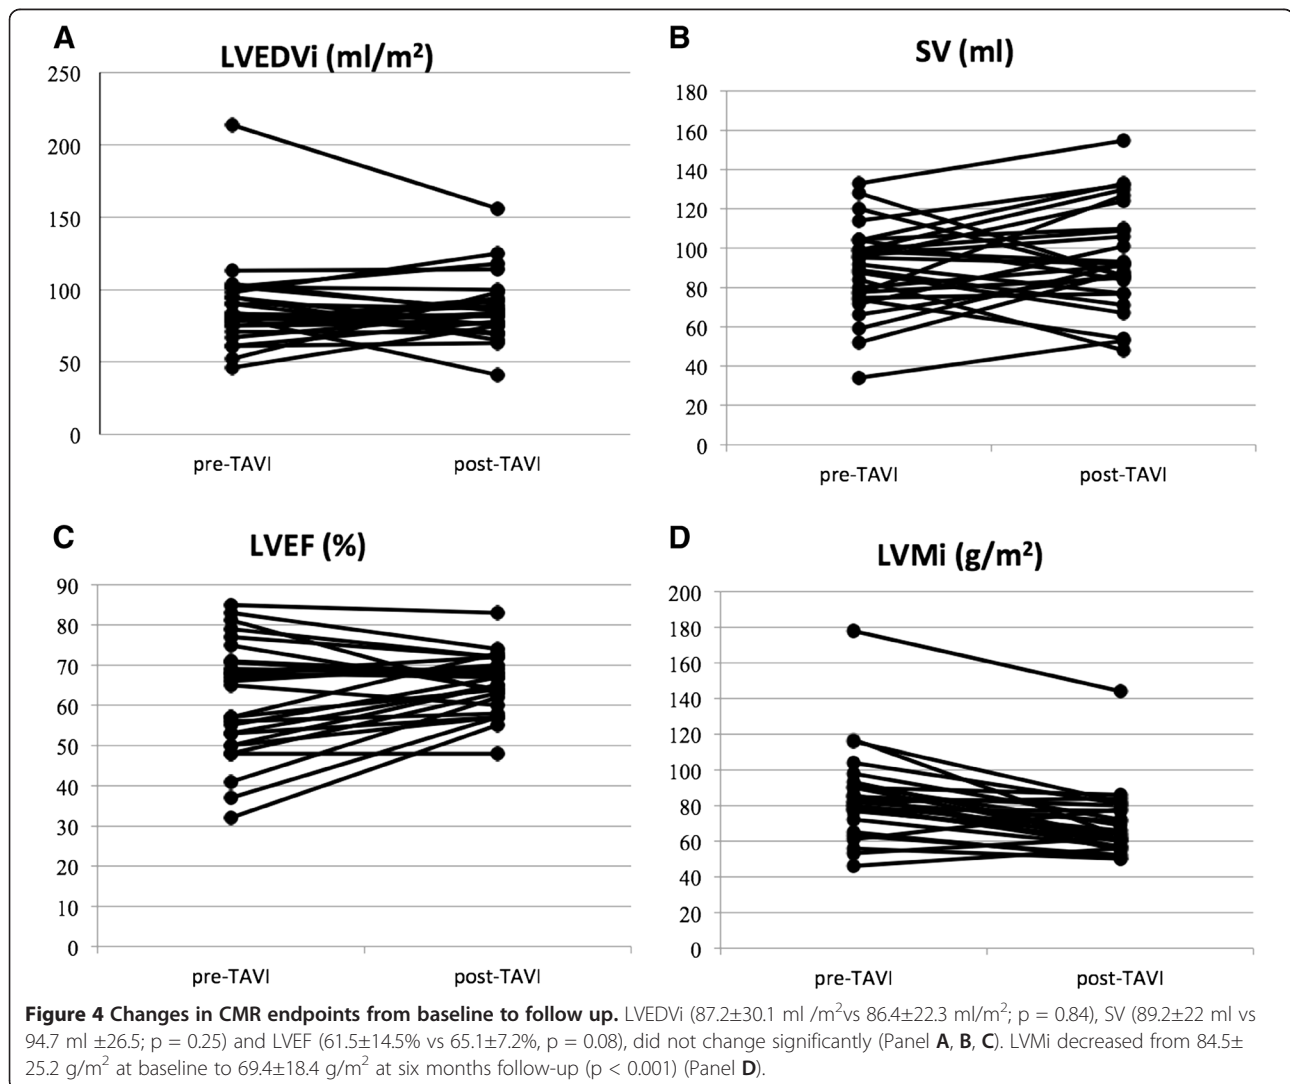 A
LVEDVi (ml/m²)
250
200
150
100
50
0
pre-TAVI
post-TAVI
B
SV (ml)
180
160
140
120
100
80
60
40
20
0
pre-TAVI
post-TAVI
C
LVEF (%)
90
80
70
60
50
40
30
20
10
0
pre-TAVI
post-TAVI
D
LVMi (g/m²)
200
180
160
140
120
100
80
60
40
20
0
pre-TAVI
post-TAVI
Figure 4 Changes in CMR endpoints from baseline to follow up. LVEDVi (87.2±30.1 ml /m²vs 86.4±22.3 ml/m²; p = 0.84), SV (89.2±22 ml vs
94.7 ml ±26.5; p = 0.25) and LVEF (61.5±14.5% vs 65.1±7.2%, p = 0.08), did not change significantly (Panel A, B, C). LVMi decreased from 84.5±
25.2 g/m² at baseline to 69.4±18.4 g/m² at six months follow-up (p < 0.001) (Panel D).